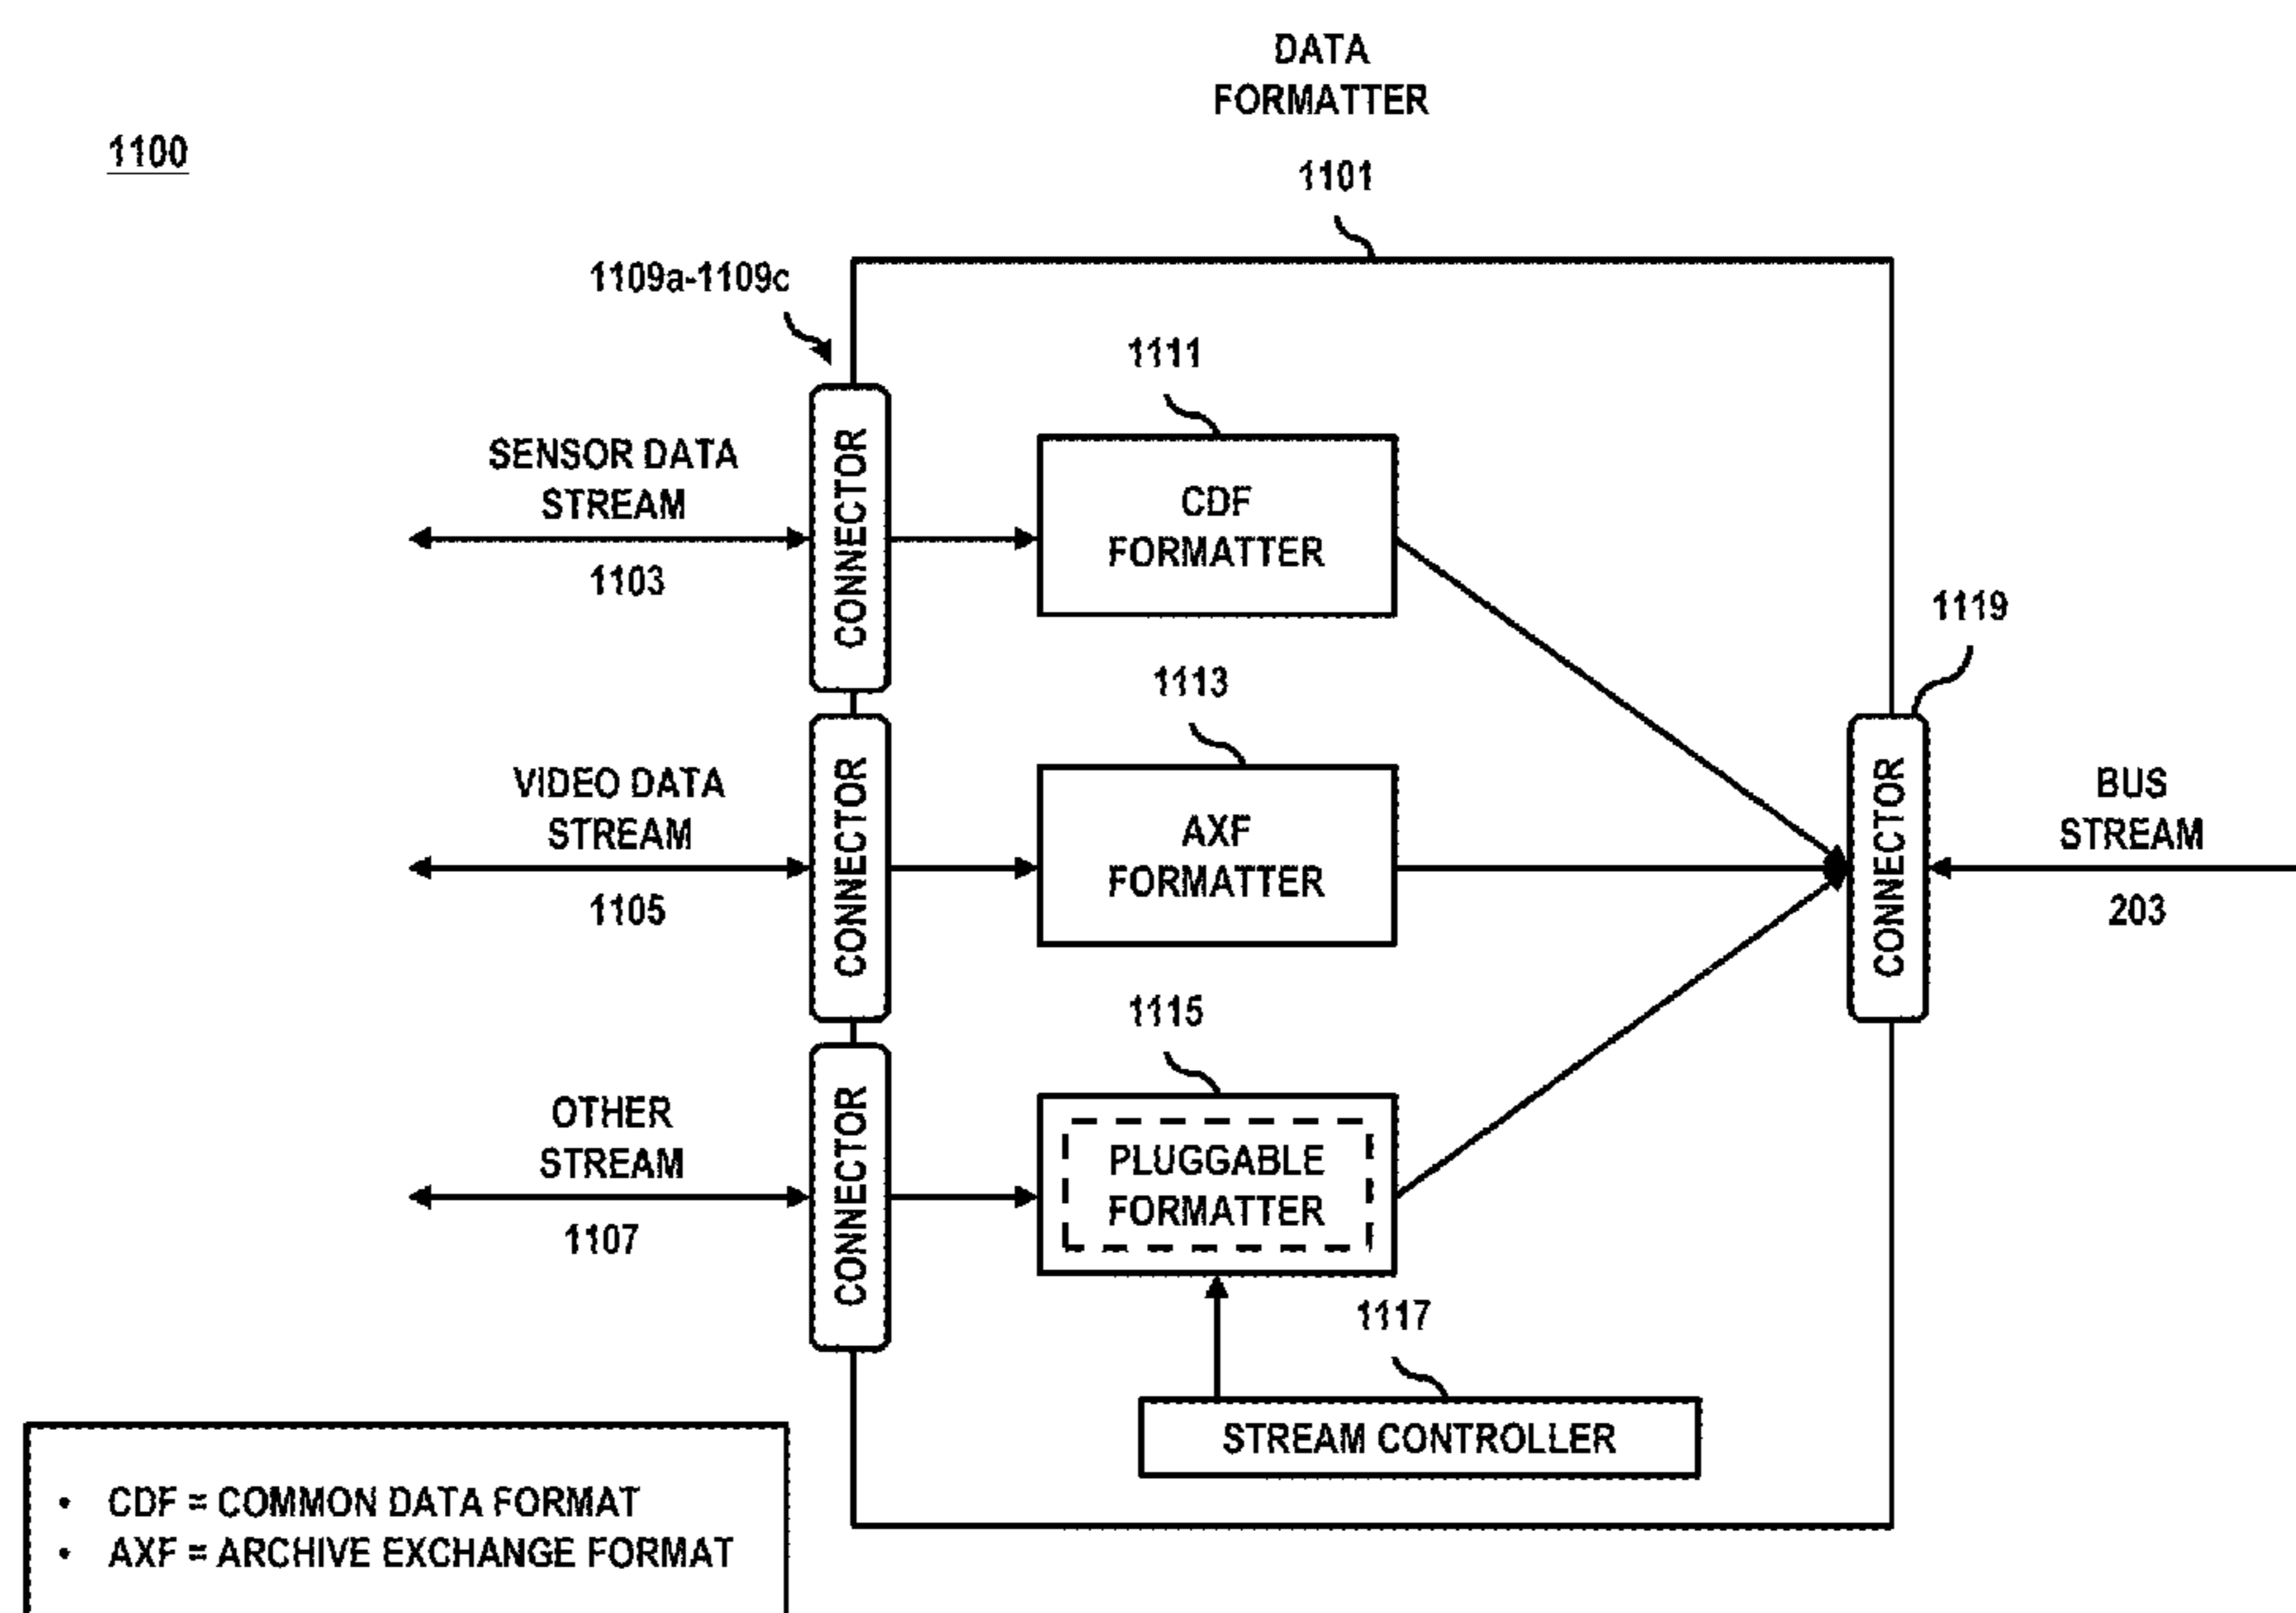 DATA
FORMATTER
1100
1101
1109a-1109c
1111
SENSOR DATA
STREAM
1103
CONNECTOR
CDF
FORMATTER
1119
1113
VIDEO DATA
STREAM
1105
CONNECTOR
AXF
FORMATTER
CONNECTOR
BUS
STREAM
203
1115
OTHER
STREAM
1107
CONNECTOR
PLUGGABLE
FORMATTER
1117
STREAM CONTROLLER
• CDF = COMMON DATA FORMAT
• AXF = ARCHIVE EXCHANGE FORMAT